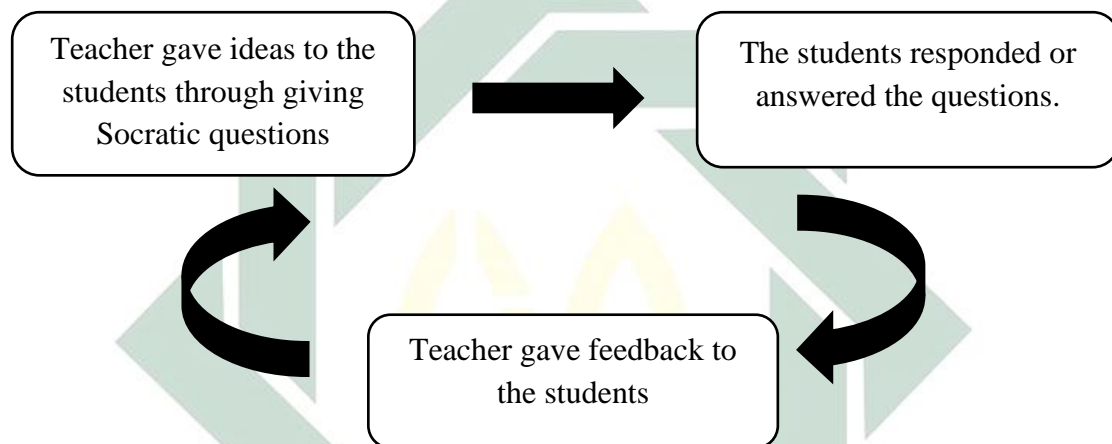 Teacher gave ideas to the
students through giving
Socratic questions
The students responded or
answered the questions.
Teacher gave feedback to
the students